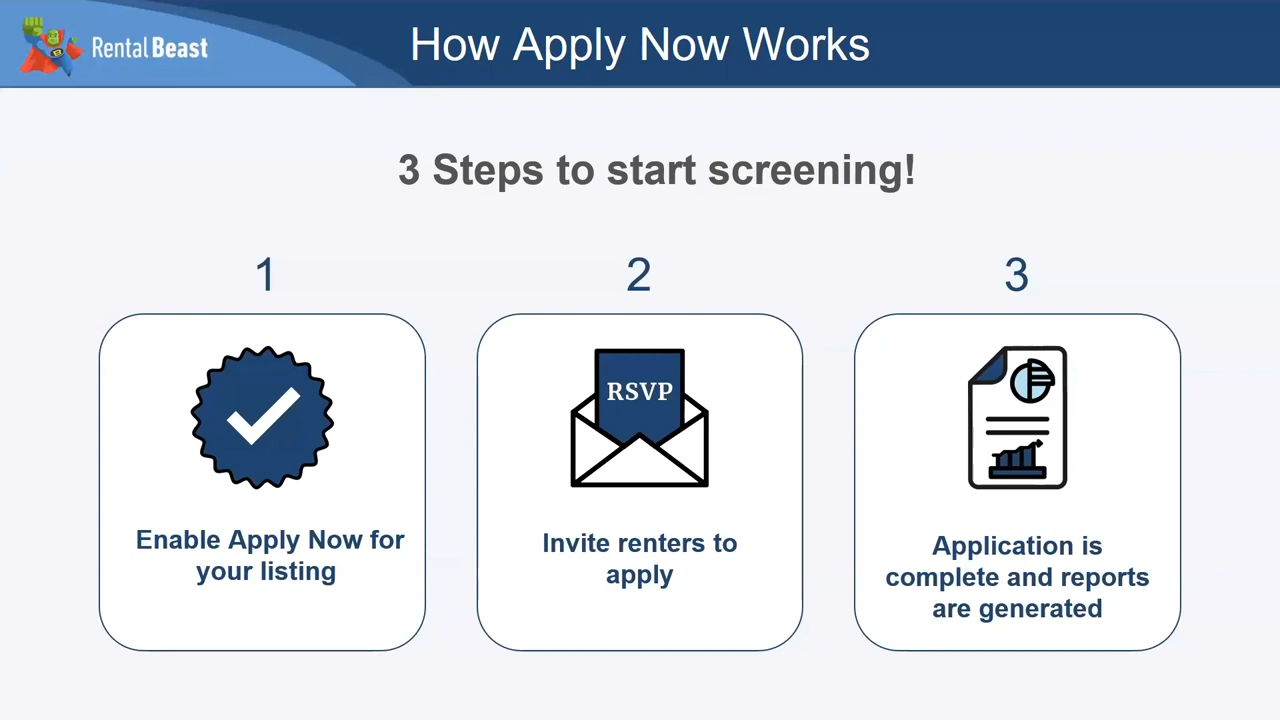 Rental Beast
How Apply Now Works
3 Steps to start screening!
1
2
3
RSVP
Enable Apply Now for
your listing
Invite renters to
apply
Application is
complete and reports
are generated